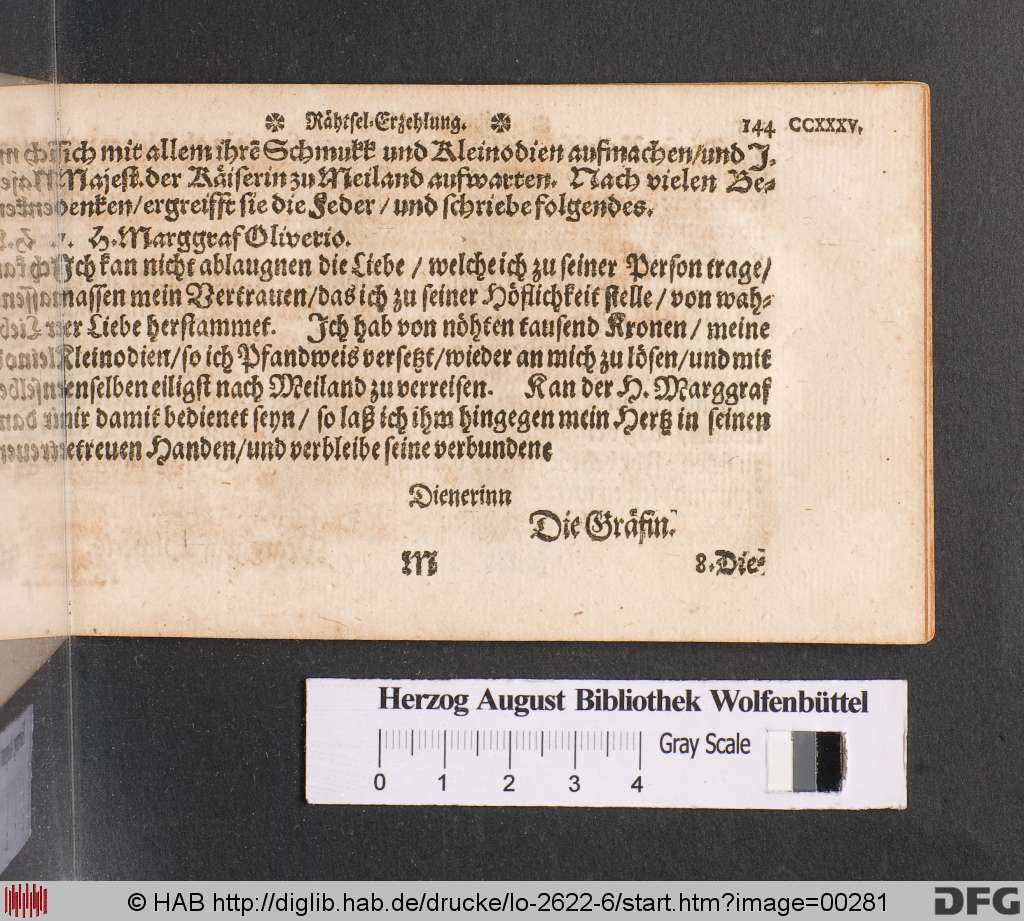 ❉ Rähtsel-Erzehlung. ❉ 144 CCXXXV.
sich mit allem ihrē Schmukk und Kleinodien aufmachen/und J.
Majest. der Käiserin zu Meiland aufwarten. Nach vielen Be-
denken/ergreifft sie die Feder/und schriebe folgendes.
H. Marggraf Oliverio.
Ich kan nicht ablaugnen die Liebe/welche ich zu seiner Person trage/
massen mein Vertrauen/das ich zu seiner Höflichkeit stelle/von wah-
rer Liebe herstammet. Ich hab von nöhten tausend Kronen/meine
Kleinodien/so ich Pfandweis versetzt/wieder an mich zu lösen/und mit
denselben eiligst nach Meiland zu verreisen. Kan der H. Marggraf
mir damit bedienet seyn/so laß ich ihm hingegen mein Hertz in seinen
getreuen Handen/und verbleibe seine verbundene
Dienerinn
Die Gräfin.
M 8. Die
Herzog August Bibliothek Wolfenbüttel
Gray Scale
0 1 2 3 4
© HAB http://diglib.hab.de/drucke/lo-2622-6/start.htm?image=00281 DFG